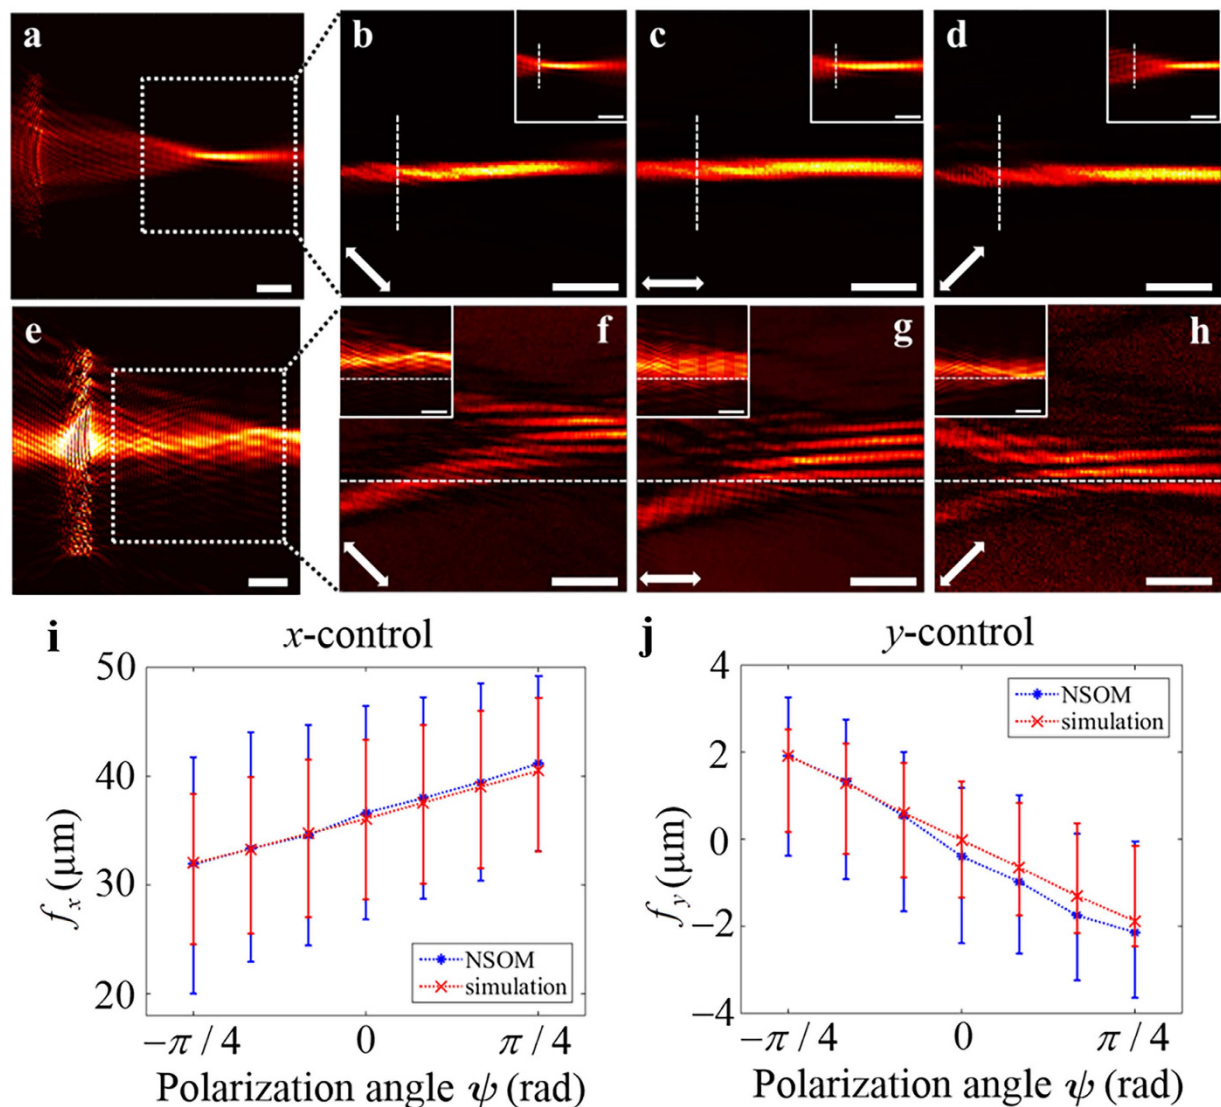 a
b
c
d
e
f
g
h
i
x-control
50
40
30
20
f_x (μm)
NSOM
simulation
−π / 4
0
π / 4
Polarization angle ψ (rad)
j
y-control
4
2
0
−2
−4
f_y (μm)
NSOM
simulation
−π / 4
0
π / 4
Polarization angle ψ (rad)